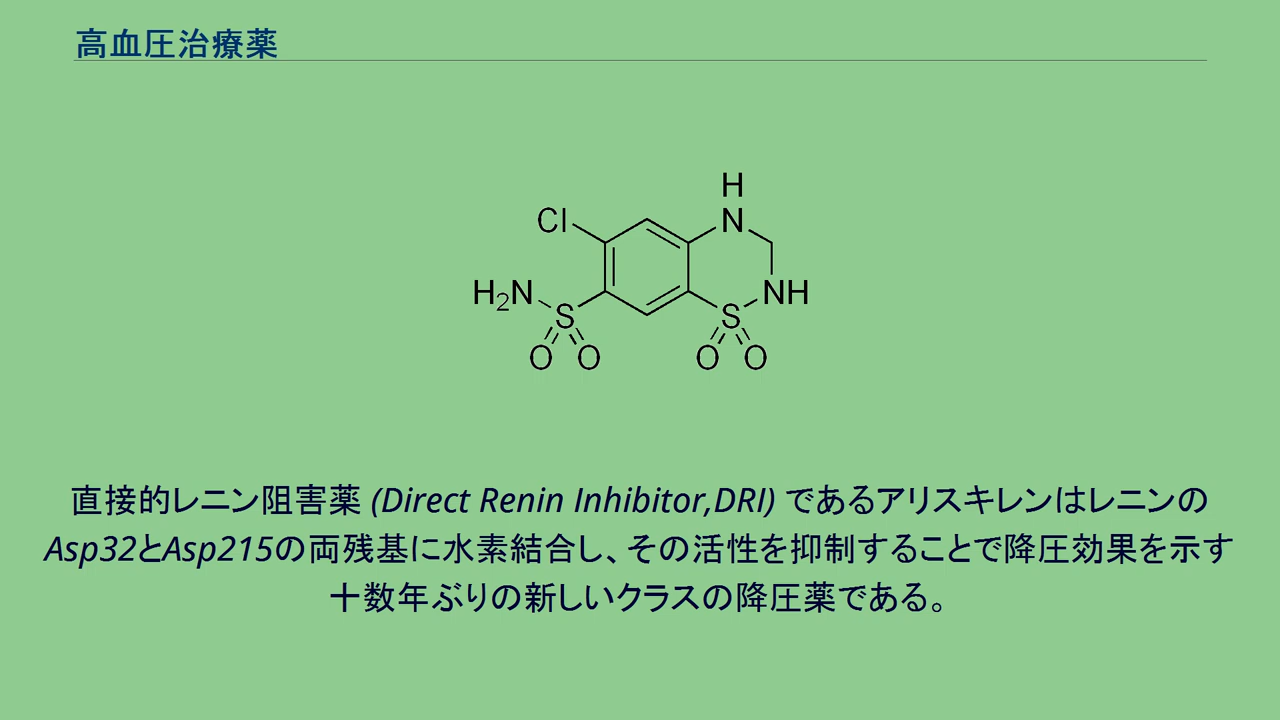 高血圧治療薬
H
Cl
N
H₂N
NH
S
S
O
O
O
O
直接的レニン阻害薬 (Direct Renin Inhibitor,DRI) であるアリスキレンはレニンの
Asp32とAsp215の両残基に水素結合し、その活性を抑制することで降圧効果を示す
十数年ぶりの新しいクラスの降圧薬である。